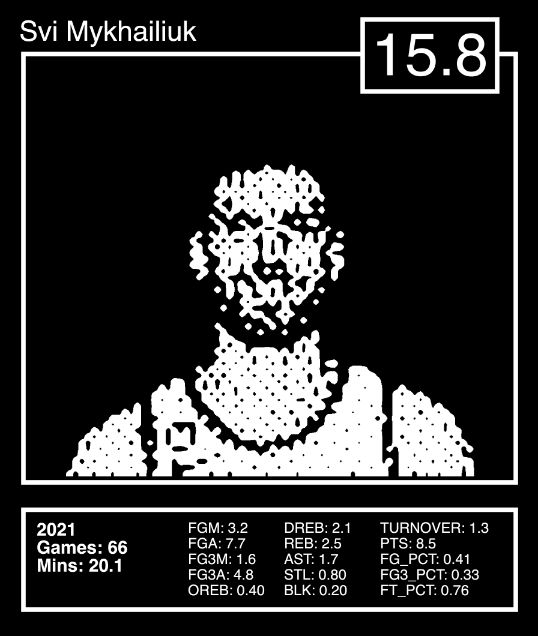 Svi Mykhailiuk
15.8
2021
Games: 66
Mins: 20.1
FGM: 3.2
FGA: 7.7
FG3M: 1.6
FG3A: 4.8
OREB: 0.40
DREB: 2.1
REB: 2.5
AST: 1.7
STL: 0.80
BLK: 0.20
TURNOVER: 1.3
PTS: 8.5
FG_PCT: 0.41
FG3_PCT: 0.33
FT_PCT: 0.76